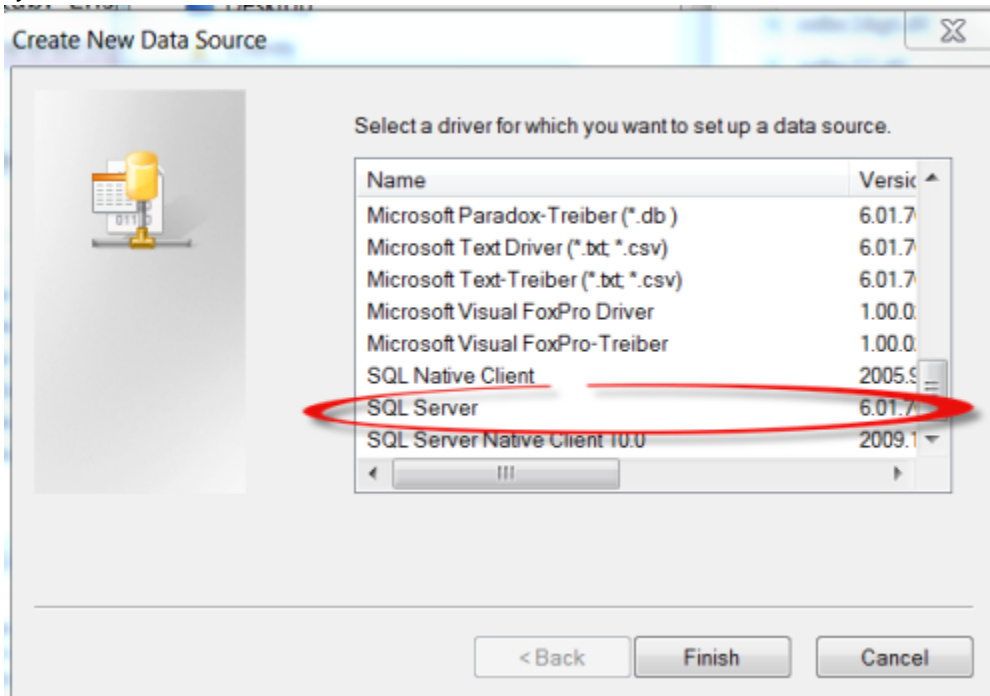 Desktop
Create New Data Source
Select a driver for which you want to set up a data source.
Name Versic
Microsoft Paradox-Treiber (*.db ) 6.01.7
Microsoft Text Driver (*.txt; *.csv) 6.01.7
Microsoft Text-Treiber (*.txt; *.csv) 6.01.7
Microsoft Visual FoxPro Driver 1.00.0
Microsoft Visual FoxPro-Treiber 1.00.0
SQL Native Client 2005.9
SQL Server 6.01.7
SQL Server Native Client 10.0 2009.1
< Back Finish Cancel